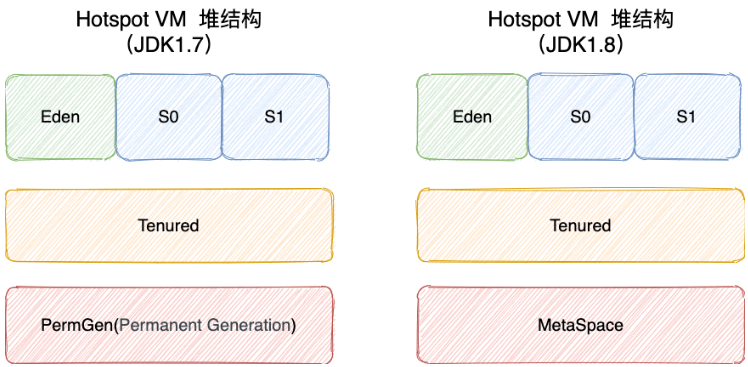 Hotspot VM 堆结构
（JDK1.7）
Eden
S0
S1
Tenured
PermGen(Permanent Generation)
Hotspot VM 堆结构
（JDK1.8）
Eden
S0
S1
Tenured
MetaSpace